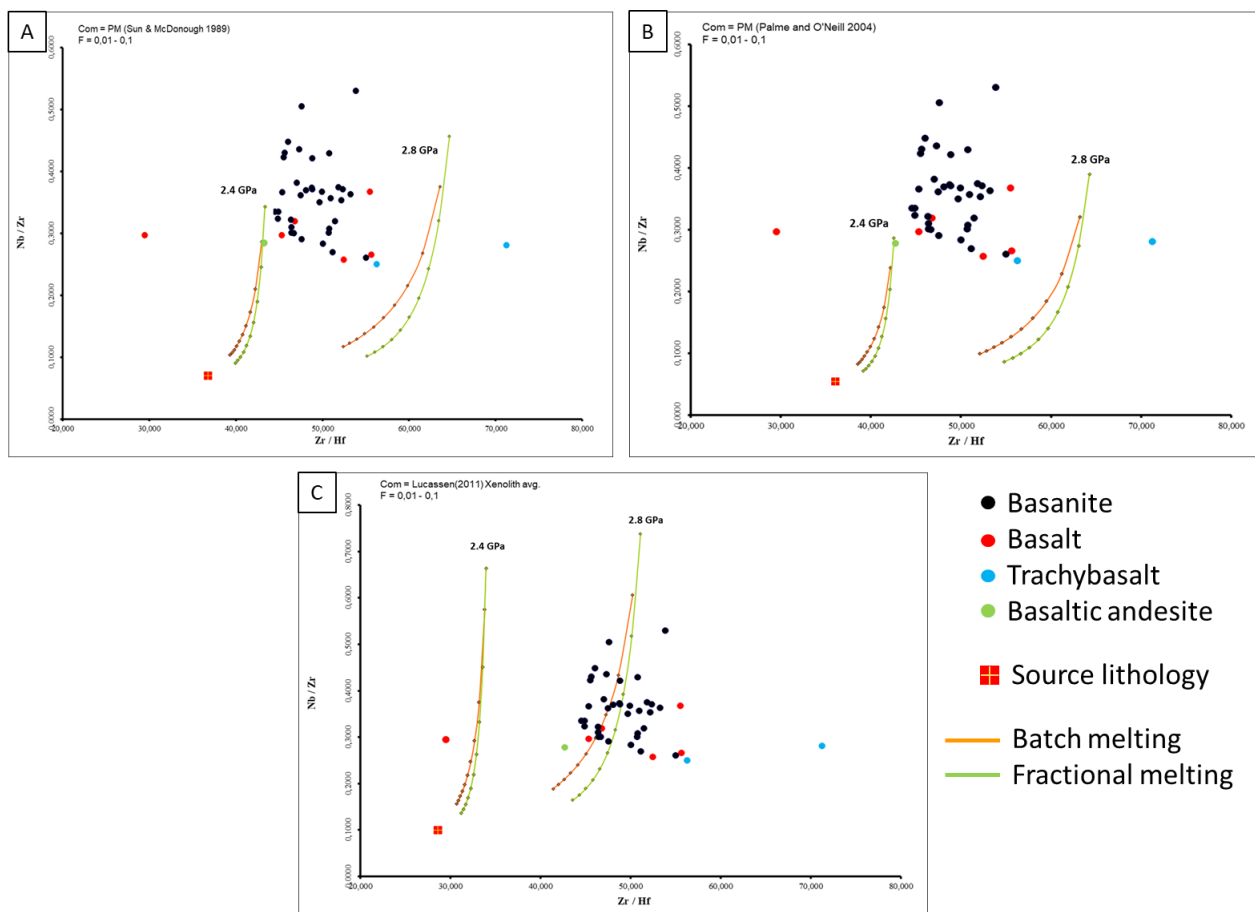 A
Com = PM (Sun & McDonough 1989)
F = 0,01 - 0,1
0,6000
0,5000
0,4000
0,3000
0,2000
0,1000
0,0000
Nb / Zr
2.4 GPa
2.8 GPa
20,000 30,000 40,000 50,000 60,000 70,000 80,000
Zr / Hf
B
Com = PM (Palme and O'Neill 2004)
F = 0,01 - 0,1
0,6000
0,5000
0,4000
0,3000
0,2000
0,1000
0,0000
Nb / Zr
2.4 GPa
2.8 GPa
20,000 30,000 40,000 50,000 60,000 70,000 80,000
Zr / Hf
C
Com = Lucassen(2011) Xenolith avg.
F = 0,01 - 0,1
0,8000
0,7000
0,6000
0,5000
0,4000
0,3000
0,2000
0,1000
0,0000
Nb / Zr
2.4 GPa
2.8 GPa
20,000 30,000 40,000 50,000 60,000 70,000 80,000
Zr / Hf
Basanite
Basalt
Trachybasalt
Basaltic andesite
Source lithology
Batch melting
Fractional melting